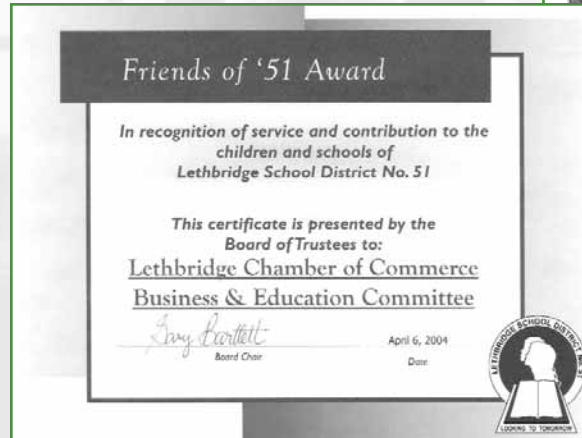 Friends of ‘51 Award
In recognition of service and contribution to the
children and schools of
Lethbridge School District No. 51
This certificate is presented by the
Board of Trustees to:
Lethbridge Chamber of Commerce
Business & Education Committee
Gary Bartlett
Board Chair
April 6, 2004
Date
LETHBRIDGE SCHOOL DISTRICT No. 51
LOOKING TO TOMORROW